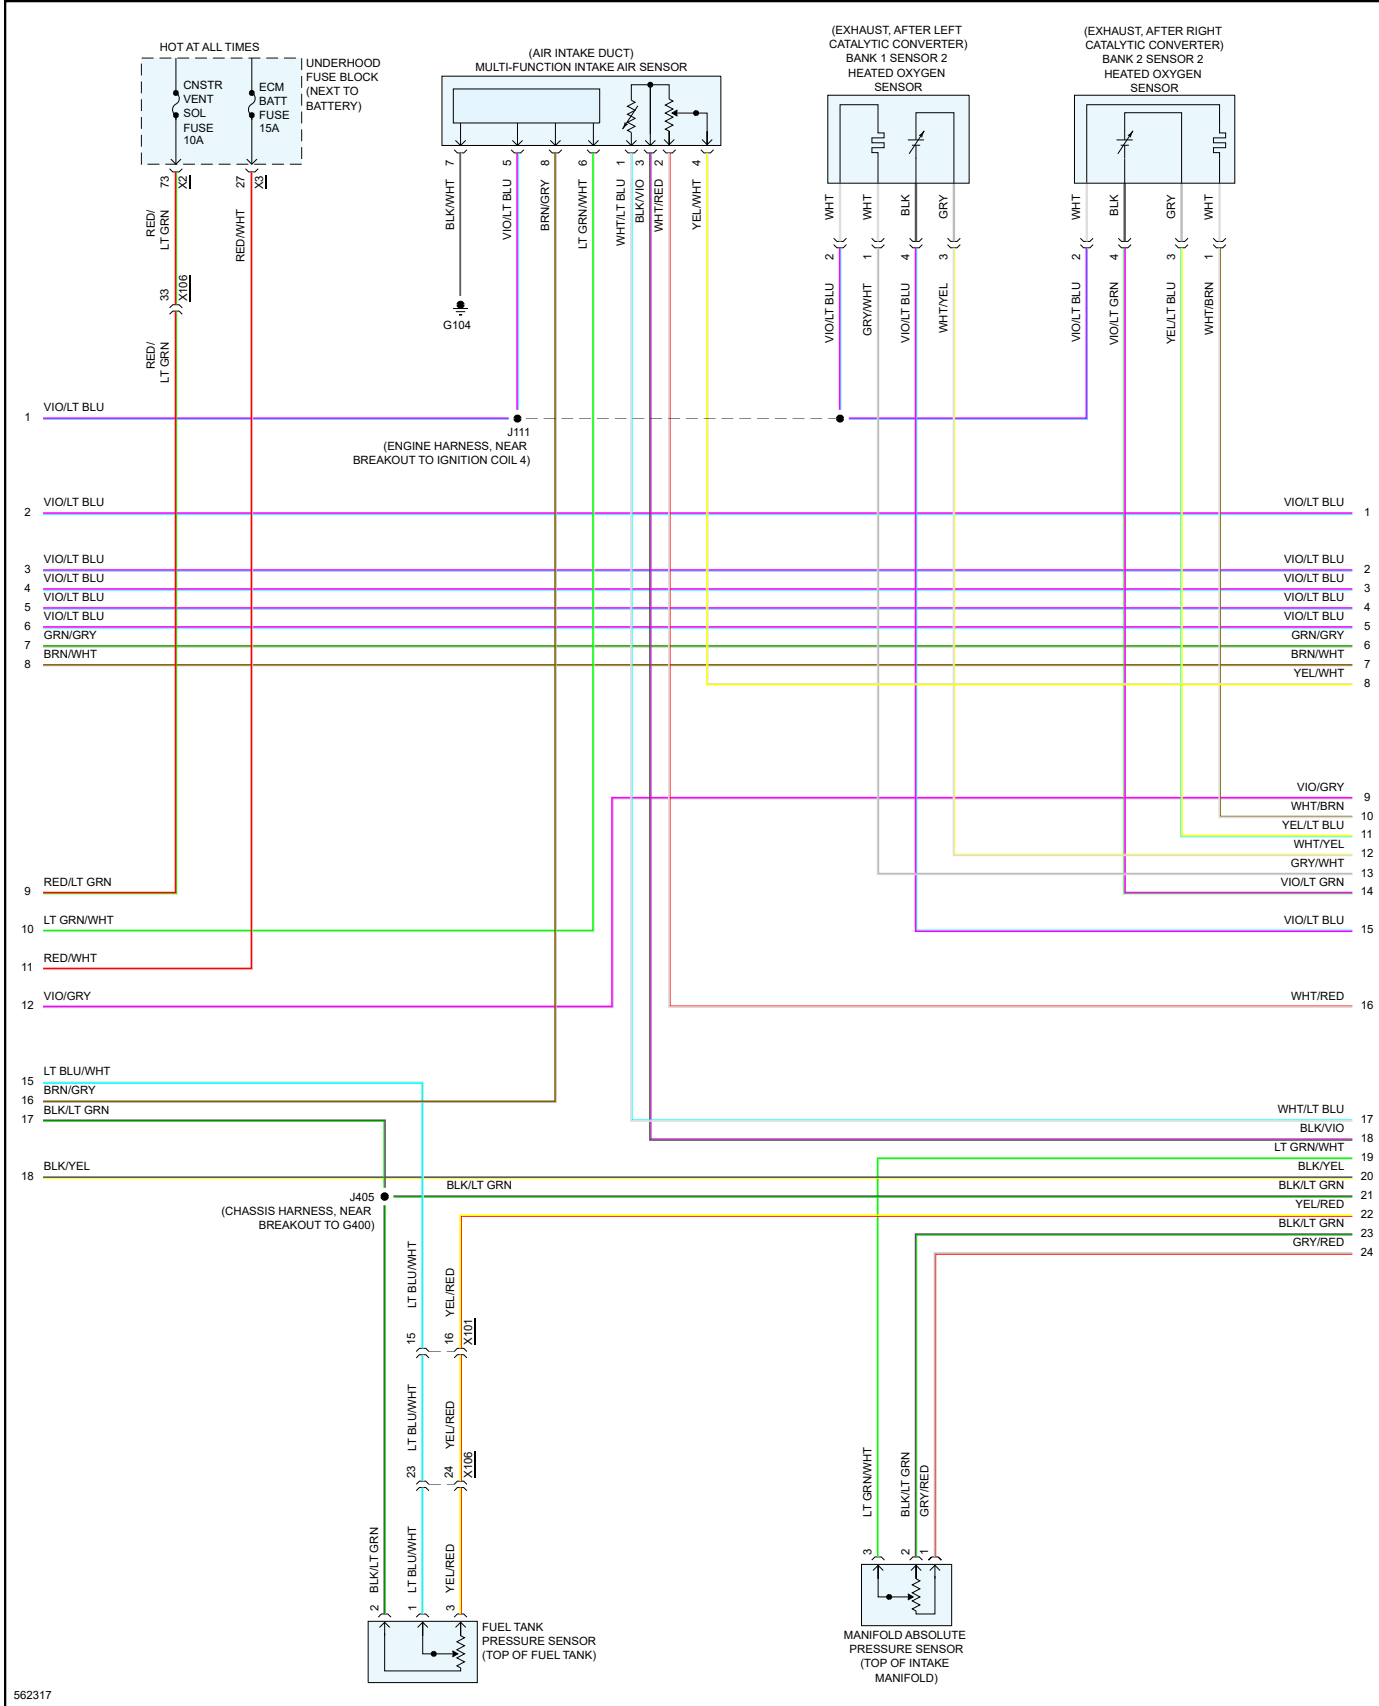 HOT AT ALL TIMES
CNSTR
VENT
SOL
FUSE
10A
ECM
BATT
FUSE
15A
UNDERHOOD
FUSE BLOCK
(NEXT TO
BATTERY)
(AIR INTAKE DUCT)
MULTI-FUNCTION INTAKE AIR SENSOR
(EXHAUST, AFTER LEFT
CATALYTIC CONVERTER)
BANK 1 SENSOR 2
HEATED OXYGEN
SENSOR
(EXHAUST, AFTER RIGHT
CATALYTIC CONVERTER)
BANK 2 SENSOR 2
HEATED OXYGEN
SENSOR
73
X2
27
X3
7
5
8
6
1
3
2
4
RED/
LT GRN
RED/WHT
BLK/WHT
VIO/LT BLU
BRN/GRY
LT GRN/WHT
WHT/LT BLU
BLK/VIO
WHT/RED
YEL/WHT
WHT
WHT
BLK
GRY
WHT
BLK
GRY
WHT
2
1
4
3
2
4
3
1
VIO/LT BLU
GRY/WHT
VIO/LT BLU
WHT/YEL
VIO/LT BLU
VIO/LT GRN
YEL/LT BLU
WHT/BRN
33
X106
RED/
LT GRN
G104
1 VIO/LT BLU
J111
(ENGINE HARNESS, NEAR
BREAKOUT TO IGNITION COIL 4)
2 VIO/LT BLU
VIO/LT BLU 1
3 VIO/LT BLU
VIO/LT BLU 2
4 VIO/LT BLU
VIO/LT BLU 3
5 VIO/LT BLU
VIO/LT BLU 4
6 VIO/LT BLU
VIO/LT BLU 5
7 GRN/GRY
GRN/GRY 6
8 BRN/WHT
BRN/WHT 7
YEL/WHT 8
VIO/GRY 9
WHT/BRN 10
YEL/LT BLU 11
WHT/YEL 12
GRY/WHT 13
9 RED/LT GRN
VIO/LT GRN 14
10 LT GRN/WHT
VIO/LT BLU 15
11 RED/WHT
12 VIO/GRY
WHT/RED 16
15 LT BLU/WHT
16 BRN/GRY
17 BLK/LT GRN
WHT/LT BLU 17
BLK/VIO 18
LT GRN/WHT 19
18 BLK/YEL
BLK/YEL 20
BLK/LT GRN
BLK/LT GRN 21
J405
(CHASSIS HARNESS, NEAR
BREAKOUT TO G400)
YEL/RED 22
BLK/LT GRN 23
GRY/RED 24
LT BLU/WHT
YEL/RED
15
16
X101
LT BLU/WHT
YEL/RED
23
24
X106
BLK/LT GRN
LT BLU/WHT
YEL/RED
2
1
3
LT GRN/WHT
BLK/LT GRN
GRY/RED
3
2
1
FUEL TANK
PRESSURE SENSOR
(TOP OF FUEL TANK)
MANIFOLD ABSOLUTE
PRESSURE SENSOR
(TOP OF INTAKE
MANIFOLD)
562317